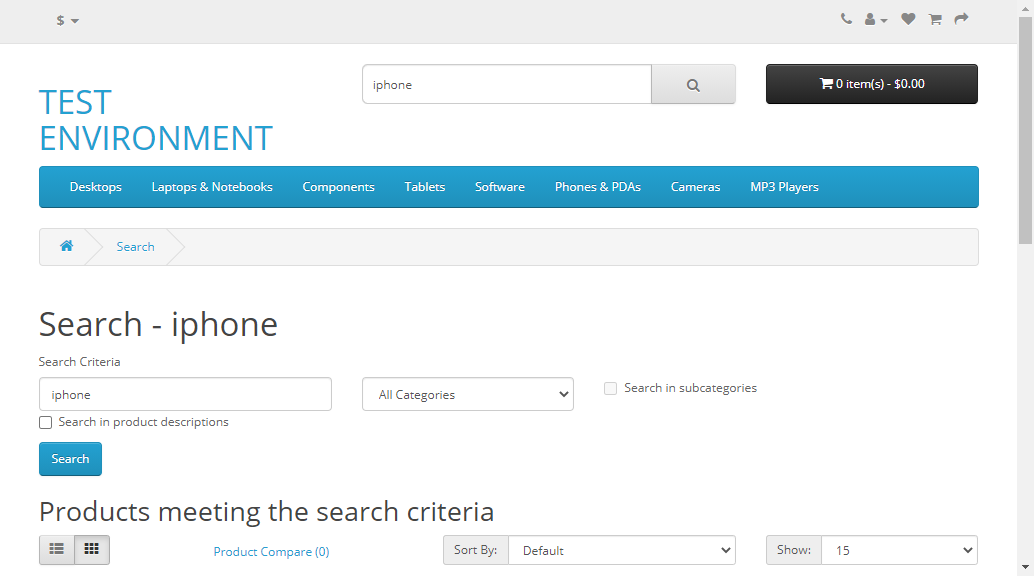 $
iphone
0 item(s) - $0.00
TEST
ENVIRONMENT
Desktops Laptops & Notebooks Components Tablets Software Phones & PDAs Cameras MP3 Players
Search
Search - iphone
Search Criteria
iphone All Categories Search in subcategories
Search in product descriptions
Search
Products meeting the search criteria
Product Compare (0) Sort By: Default Show: 15